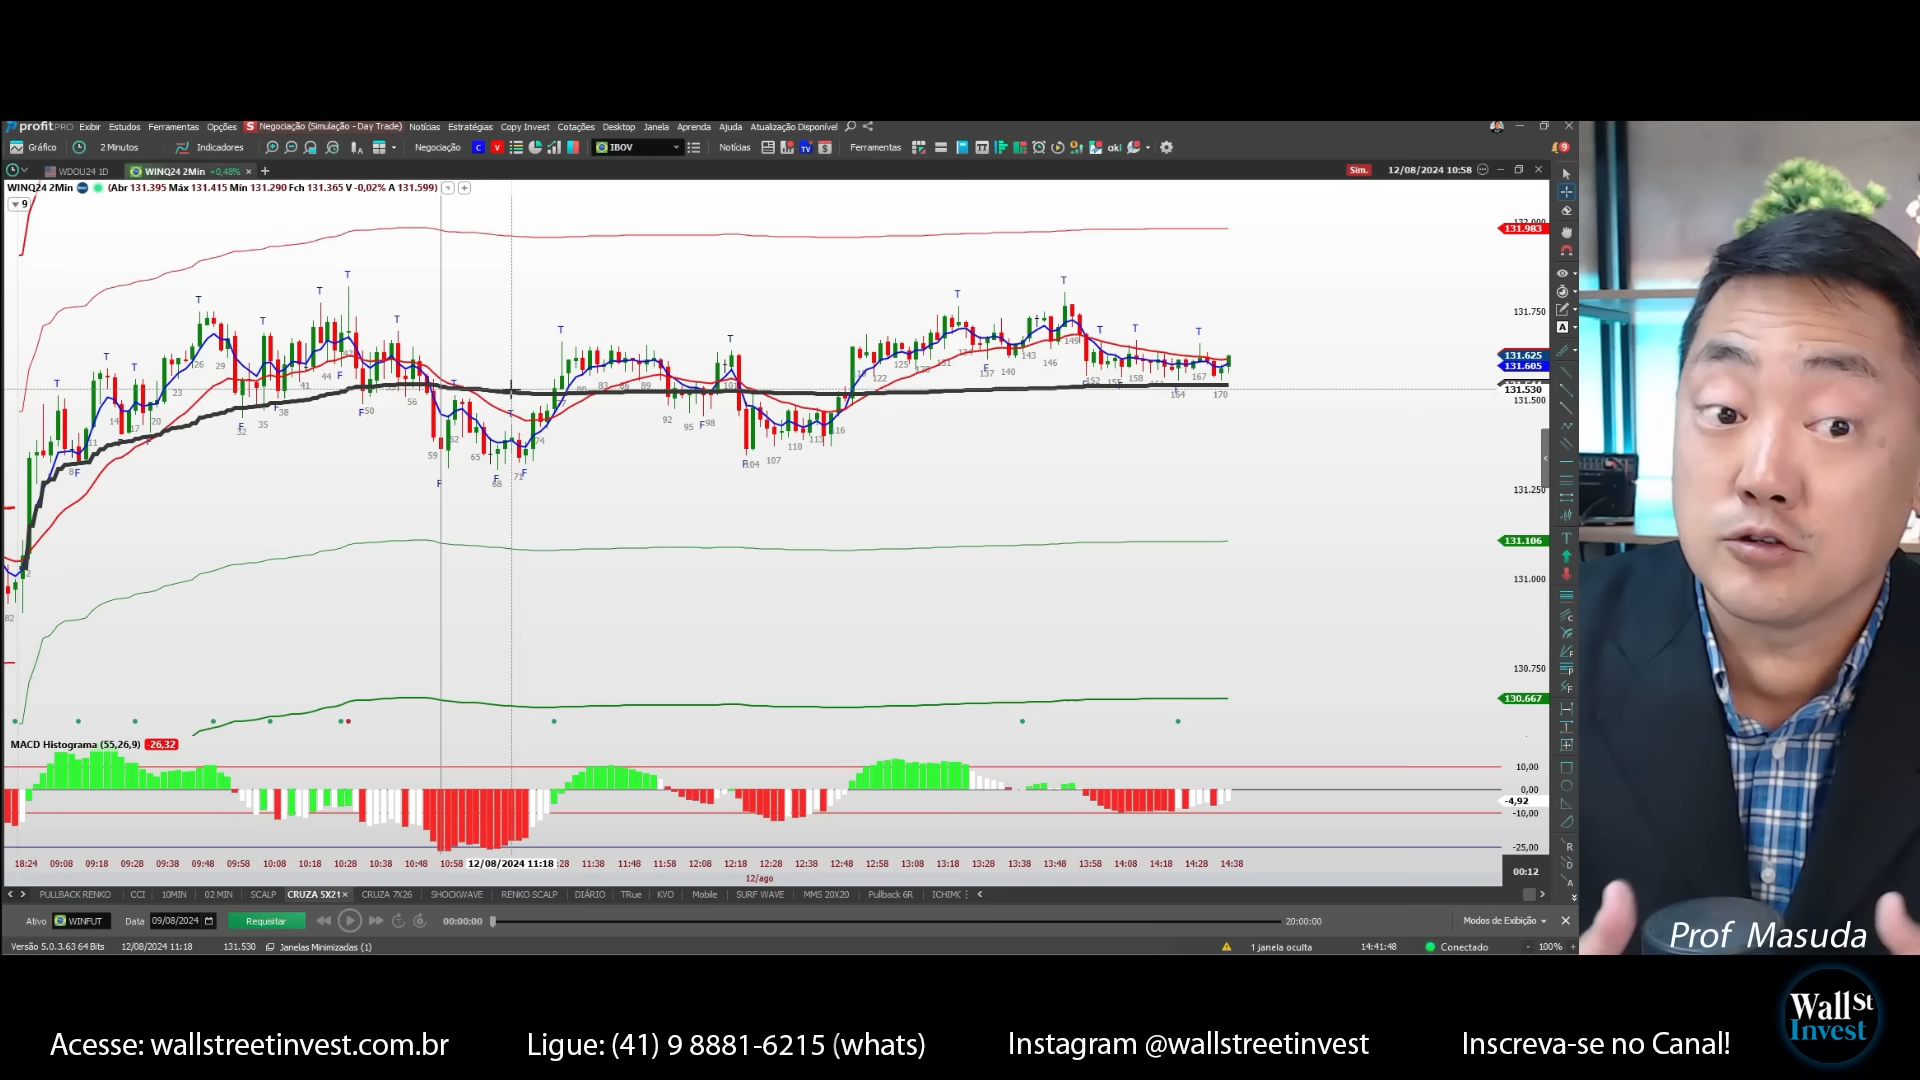 profitPRO Exibir Estudos Ferramentas Opções S Negociação (Simulação - Day Trade) Notícias Estratégias Copy Invest Cotações Desktop Janela Aprenda Ajuda Atualização Disponível
Gráfico 2 Minutos Indicadores Negociação C V IBOV Notícias TV $ Ferramentas 9
WDOU24 1D WINQ24 2Min +0,48% × + Sim. 12/08/2024 10:58
WINQ24 2Min (Abr 131.395 Máx 131.415 Mín 131.290 Fch 131.365 V -0,02% A 131.599)
9
132.000
131.983
131.750
131.625
131.605
131.530
131.500
131.250
131.106
131.000
130.750
130.667
MACD Histograma (55,26,9) -26,32
10,00
0,00
-4,92
-10,00
-25,00
18:24 09:08 09:18 09:28 09:38 09:48 09:58 10:08 10:18 10:28 10:38 10:48 10:58 12/08/2024 11:18 :28 11:38 11:48 11:58 12:08 12:18 12:28 12:38 12:48 12:58 13:08 13:18 13:28 13:38 13:48 13:58 14:08 14:18 14:28 14:38
12/ago
00:12
PULLBACK RENKO CCI 10MIN 02 MIN SCALP CRUZA 5X21 CRUZA 7X26 SHOCKWAVE RENKO SCALP DIÁRIO TRue KVO Mobile SURF WAVE MMS 20X20 Pullback 6R ICHIMC
Ativo WINFUT Data 09/08/2024 Requisitar 00:00:00 20:00:00 Modos de Exibição
Versão 5.0.3.63 64 Bits 12/08/2024 11:18 131.530 Janelas Minimizadas (1) 1 janela oculta 14:41:48 Conectado - 100% +
Prof Masuda
Wall St
Invest
Acesse: wallstreetinvest.com.br Ligue: (41) 9 8881-6215 (whats) Instagram @wallstreetinvest Inscreva-se no Canal!